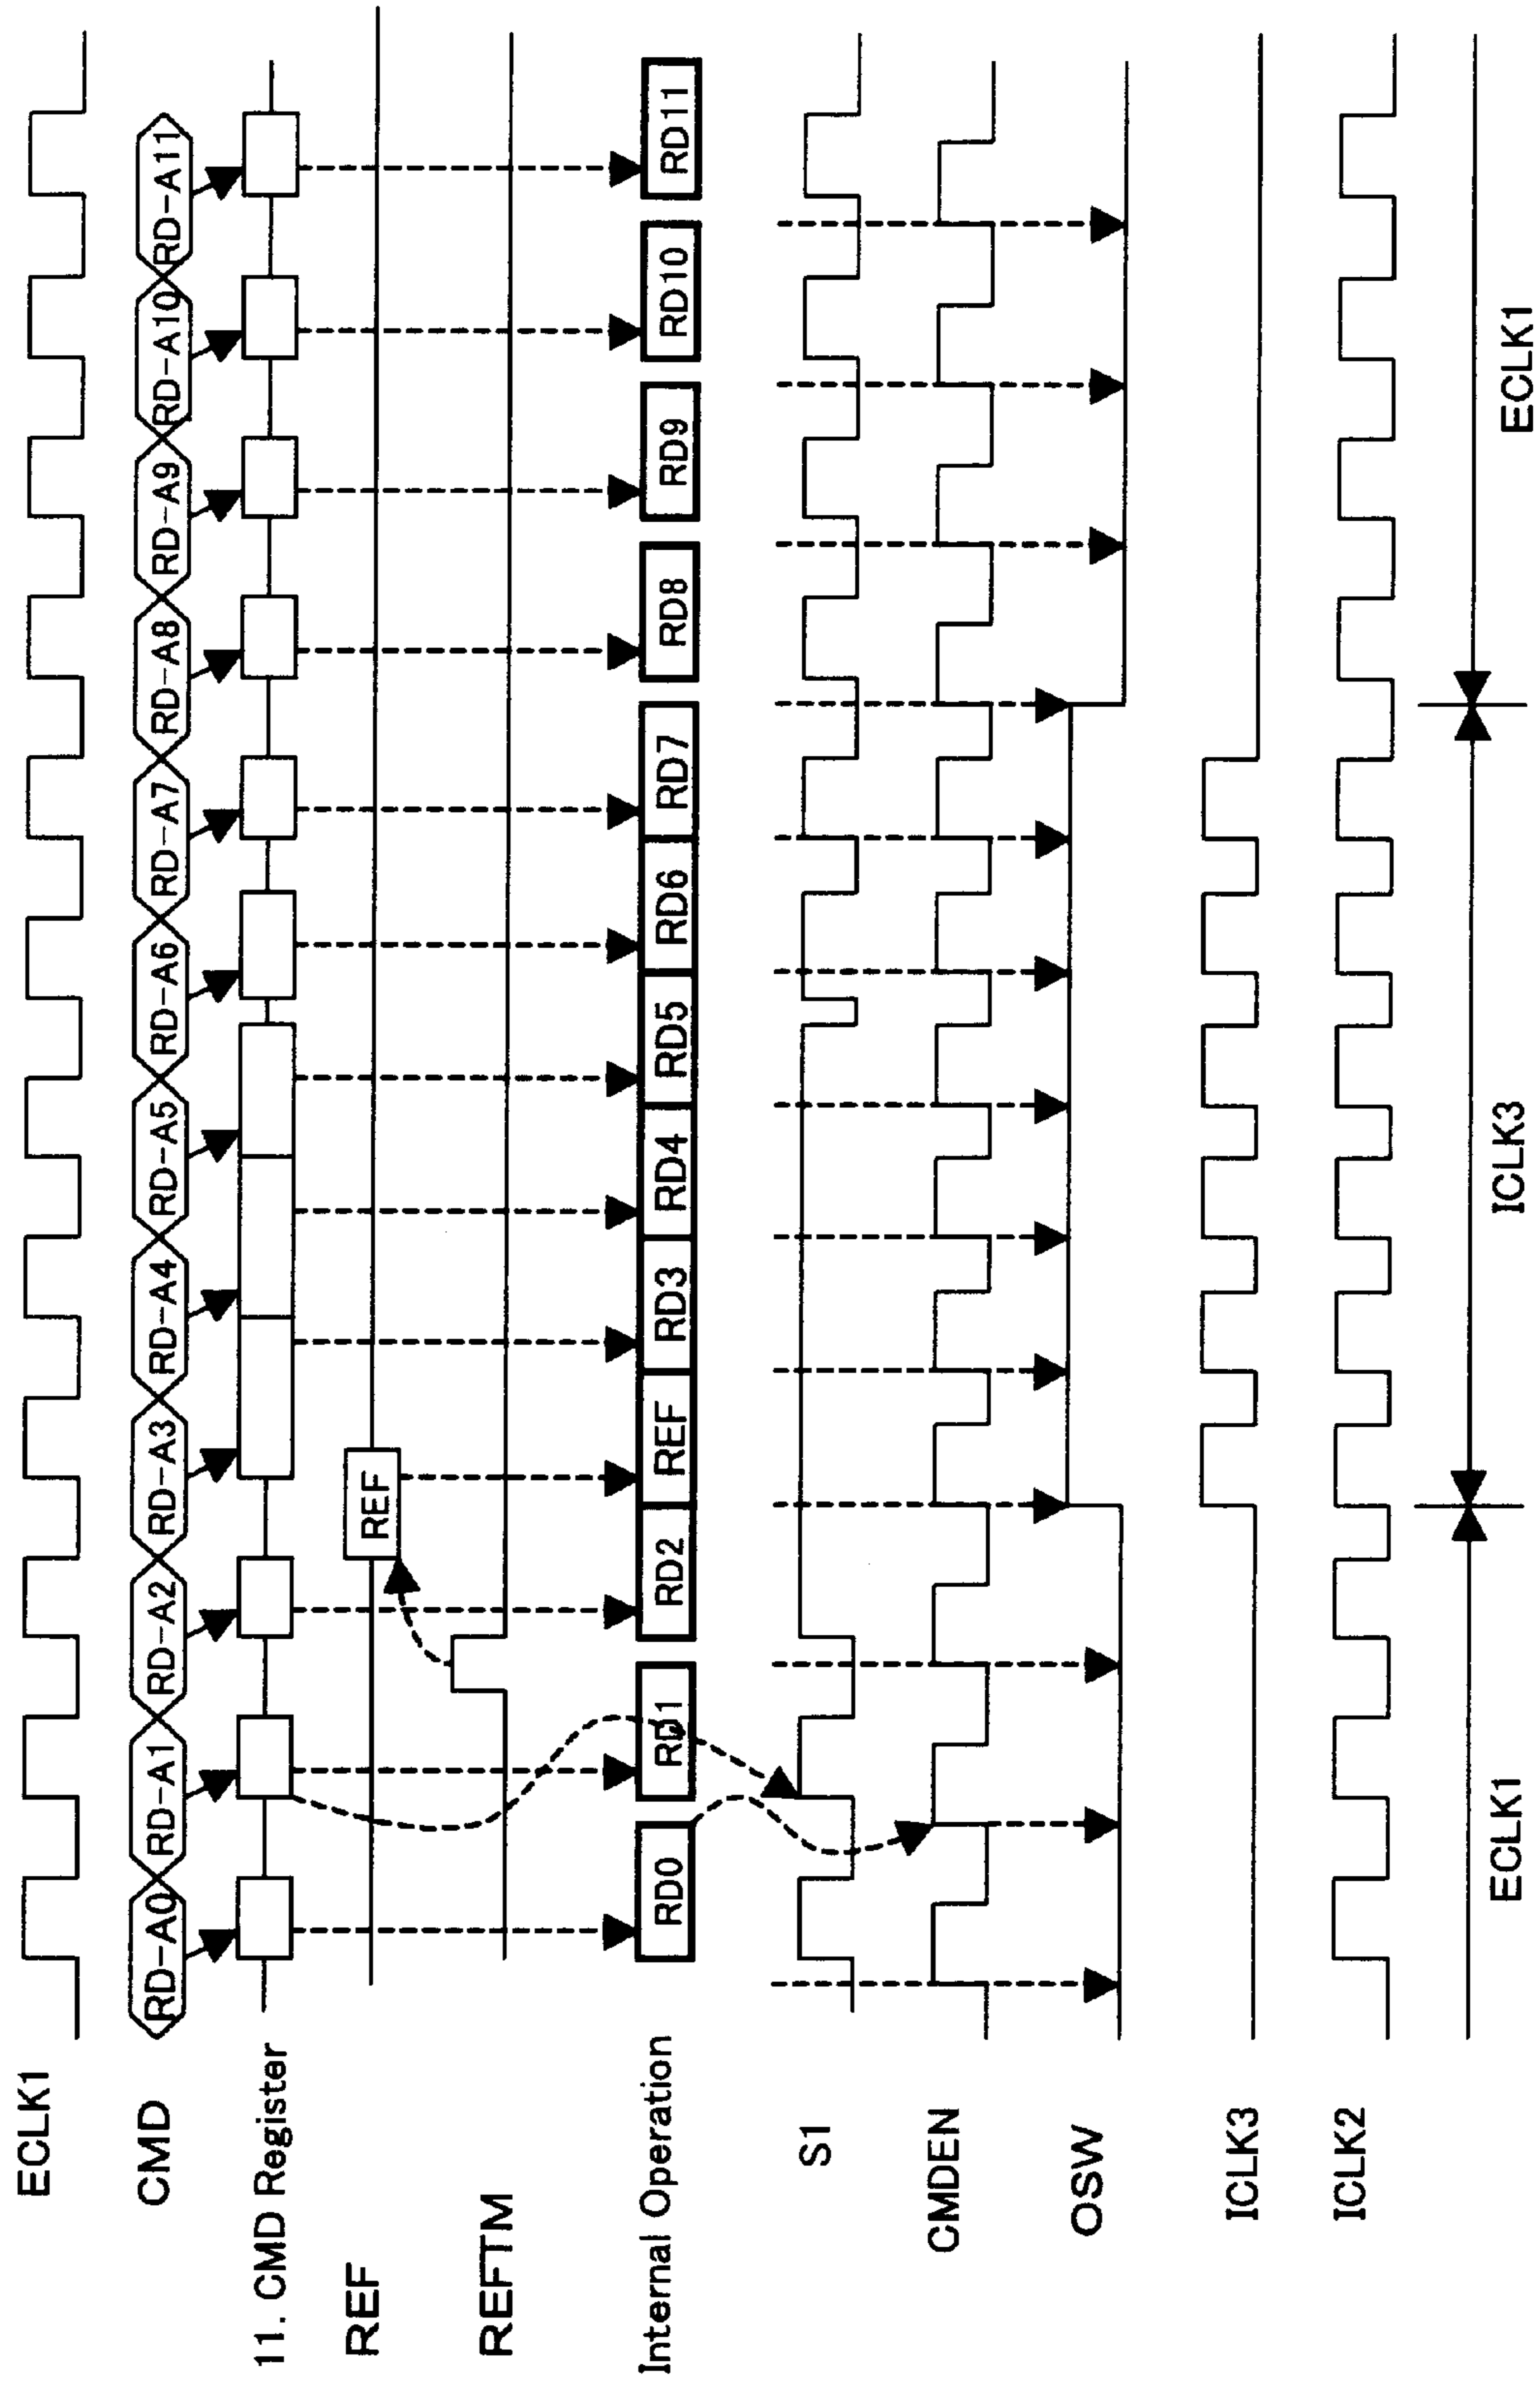 ECLK1
CMD
RD-A0 RD-A1 RD-A2 RD-A3 RD-A4 RD-A5 RD-A6 RD-A7 RD-A8 RD-A9 RD-A10 RD-A11
11. CMD Register
REF
REF
REFTM
Internal Operation
RD0 RD1 RD2 REF RD3 RD4 RD5 RD6 RD7 RD8 RD9 RD10 RD11
S1
CMDEN
OSW
ICLK3
ICLK2
ECLK1 ICLK3 ECLK1